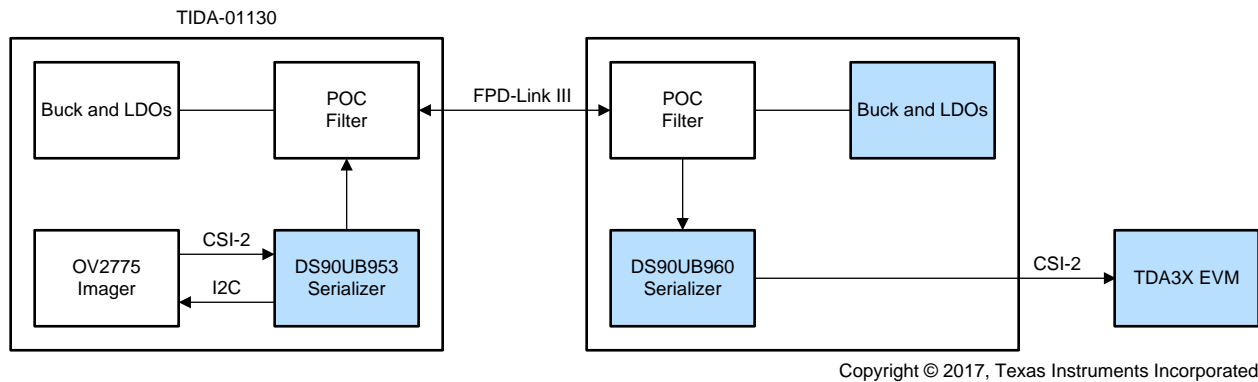 TIDA-01130
Buck and LDOs
POC
Filter
FPD-Link III
POC
Filter
Buck and LDOs
OV2775
Imager
CSI-2
I2C
DS90UB953
Serializer
DS90UB960
Serializer
CSI-2
TDA3X EVM
Copyright © 2017, Texas Instruments Incorporated